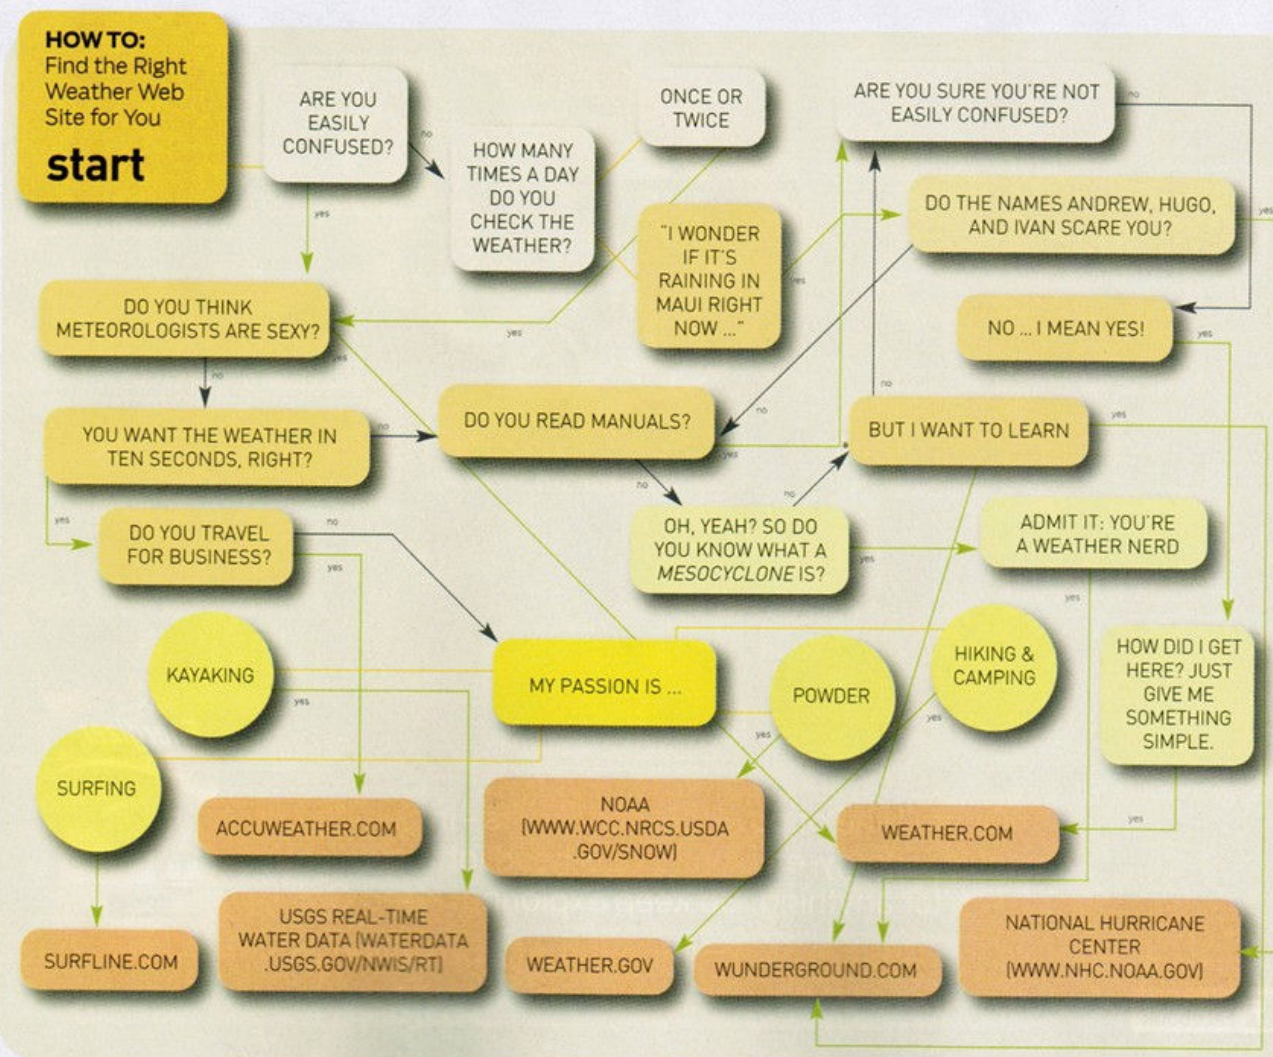 HOW TO:
Find the Right
Weather Web
Site for You
start
ARE YOU
EASILY
CONFUSED?
no
yes
HOW MANY
TIMES A DAY
DO YOU
CHECK THE
WEATHER?
ONCE OR
TWICE
yes
"I WONDER
IF IT'S
RAINING IN
MAUI RIGHT
NOW ..."
yes
ARE YOU SURE YOU'RE NOT
EASILY CONFUSED?
no
DO THE NAMES ANDREW, HUGO,
AND IVAN SCARE YOU?
yes
no
NO ... I MEAN YES!
yes
DO YOU THINK
METEOROLOGISTS ARE SEXY?
yes
no
YOU WANT THE WEATHER IN
TEN SECONDS, RIGHT?
no
yes
DO YOU READ MANUALS?
yes
no
BUT I WANT TO LEARN
no
yes
DO YOU TRAVEL
FOR BUSINESS?
no
yes
OH, YEAH? SO DO
YOU KNOW WHAT A
MESOCYCLONE IS?
no
yes
ADMIT IT: YOU'RE
A WEATHER NERD
yes
HOW DID I GET
HERE? JUST
GIVE ME
SOMETHING
SIMPLE.
yes
MY PASSION IS ...
KAYAKING
yes
SURFING
POWDER
yes
HIKING &
CAMPING
yes
ACCUWEATHER.COM
NOAA
(WWW.WCC.NRCS.USDA
.GOV/SNOW)
WEATHER.COM
SURFLINE.COM
USGS REAL-TIME
WATER DATA (WATERDATA
.USGS.GOV/NWIS/RT)
WEATHER.GOV
WUNDERGROUND.COM
NATIONAL HURRICANE
CENTER
(WWW.NHC.NOAA.GOV)